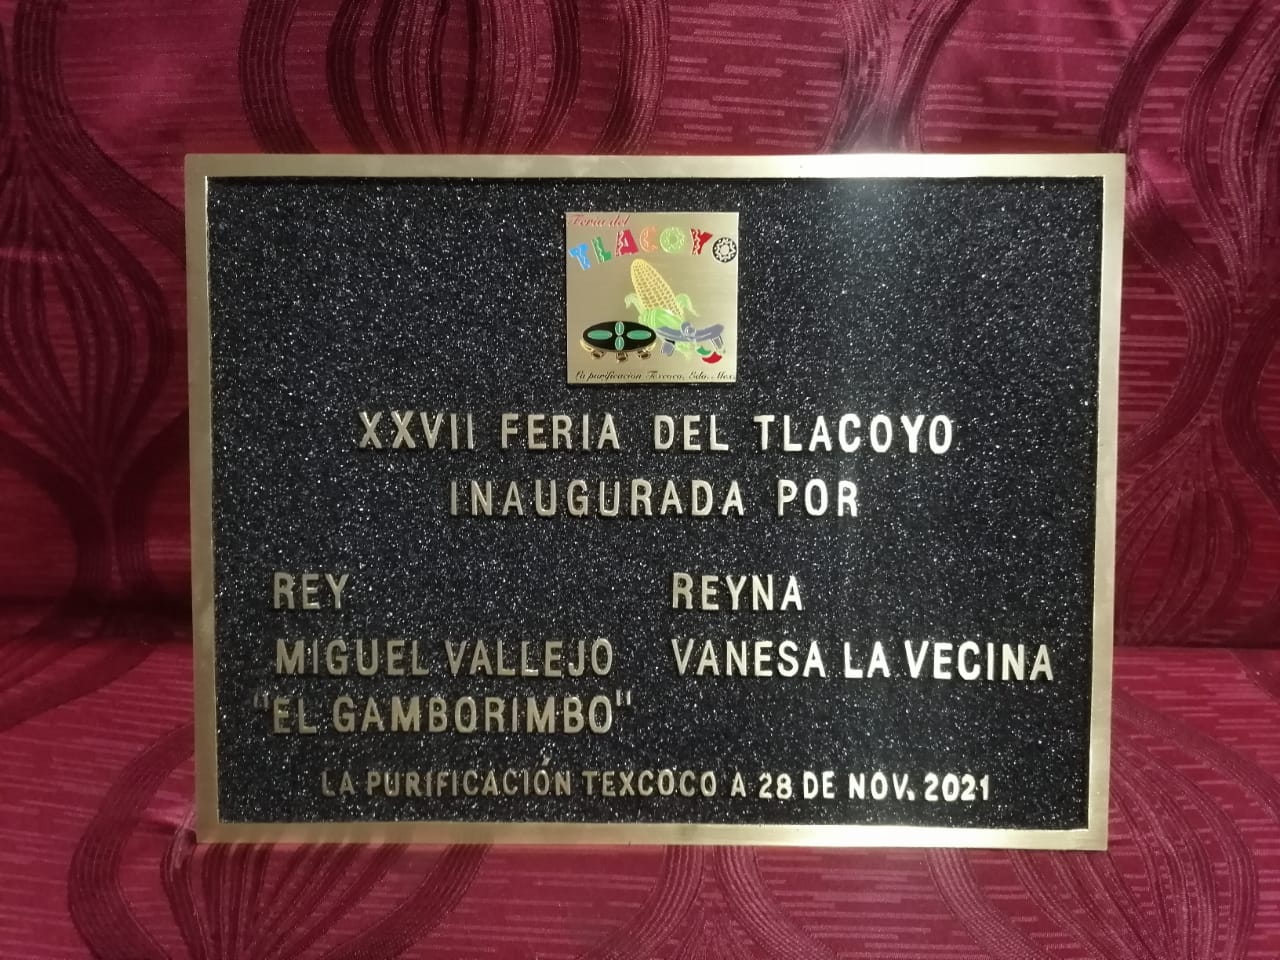 Feria del
TLACOYO
La purificación Texcoco, Edo. Mex.
XXVII FERIA DEL TLACOYO
INAUGURADA POR
REY
MIGUEL VALLEJO
"EL GAMBORIMBO"
REYNA
VANESA LA VECINA
LA PURIFICACIÓN TEXCOCO A 28 DE NOV. 2021